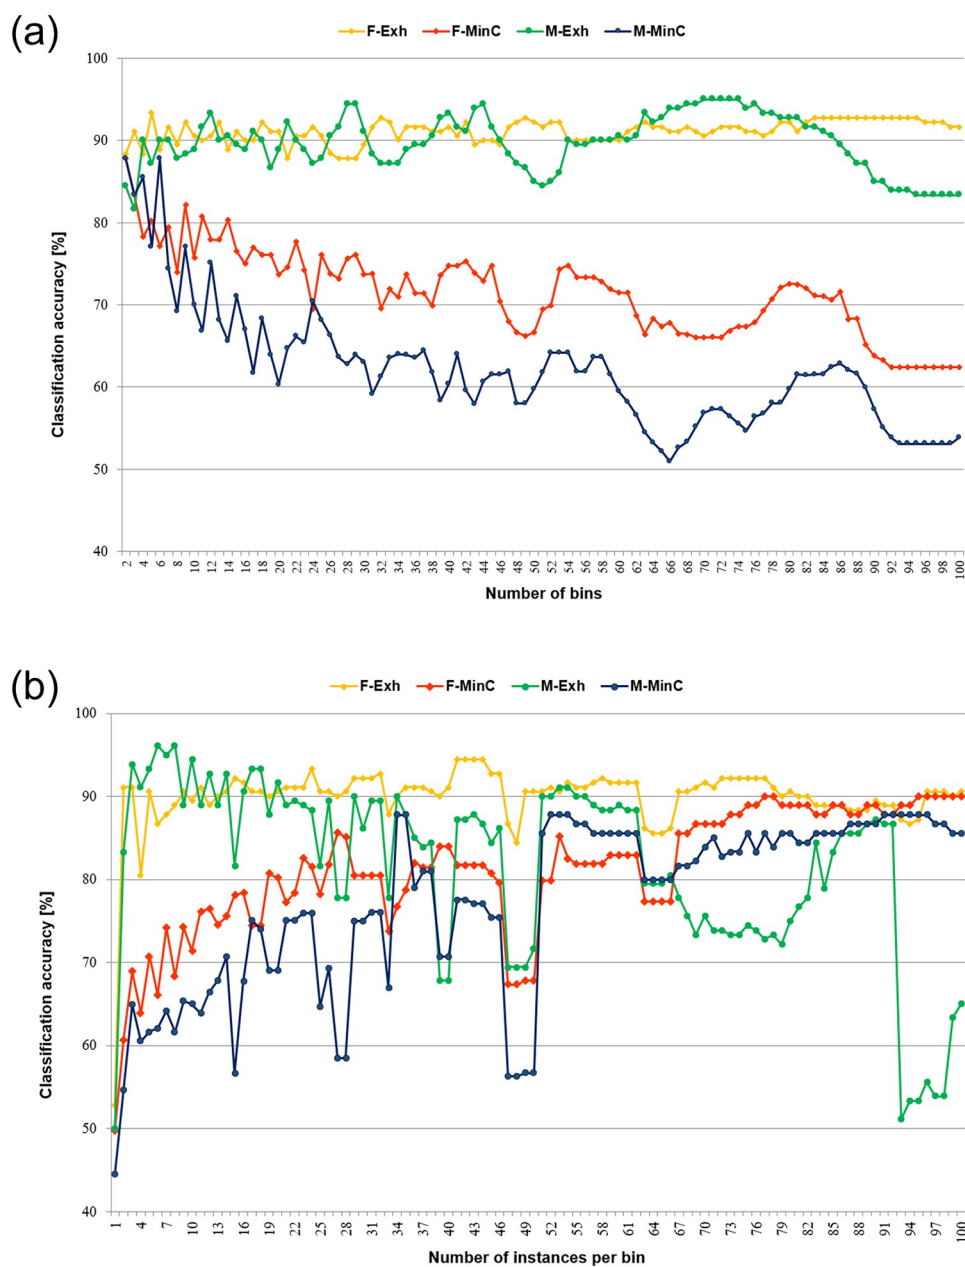 (a)
F-Exh F-MinC M-Exh M-MinC
100
90
80
70
60
50
40
Classification accuracy [%]
2 4 6 8 10 12 14 16 18 20 22 24 26 28 30 32 34 36 38 40 42 44 46 48 50 52 54 56 58 60 62 64 66 68 70 72 74 76 78 80 82 84 86 88 90 92 94 96 98 100
Number of bins
(b)
F-Exh F-MinC M-Exh M-MinC
100
90
80
70
60
50
40
Classification accuracy [%]
1 4 7 10 13 16 19 22 25 28 31 34 37 40 43 46 49 52 55 58 61 64 67 70 73 76 79 82 85 88 91 94 97 100
Number of instances per bin